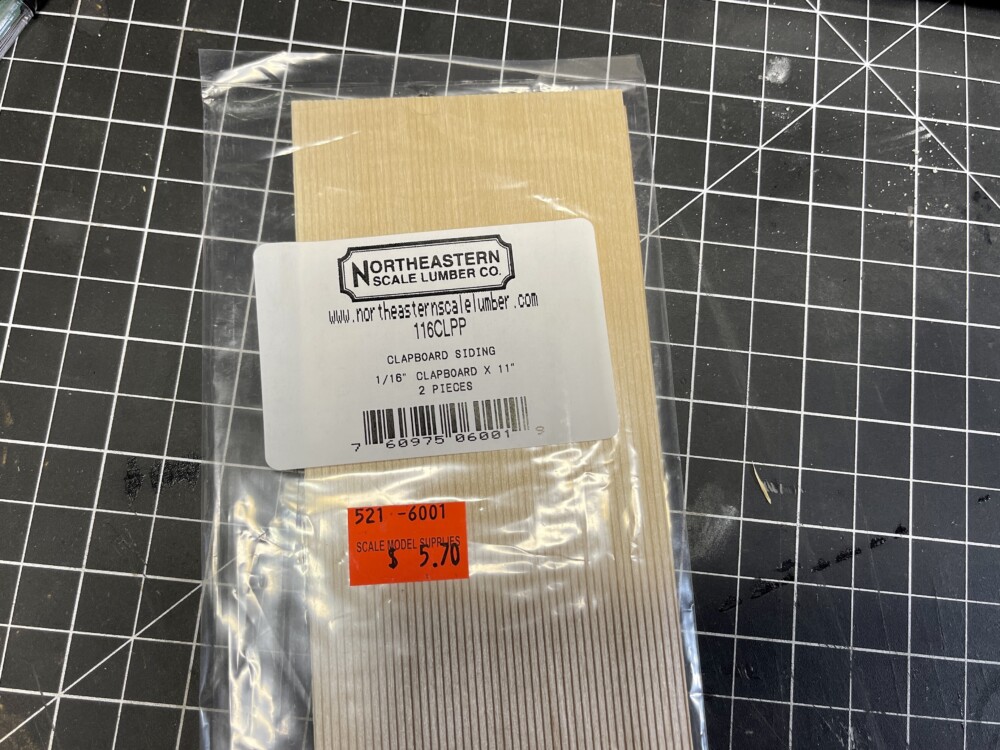 NORTHEASTERN
SCALE LUMBER CO.
www.northeasternscalelumber.com
116CLPP
CLAPBOARD SIDING
1/16" CLAPBOARD X 11"
2 PIECES
7 60975 06001 9
521 -6001
SCALE MODEL SUPPLIES
$ 5.70